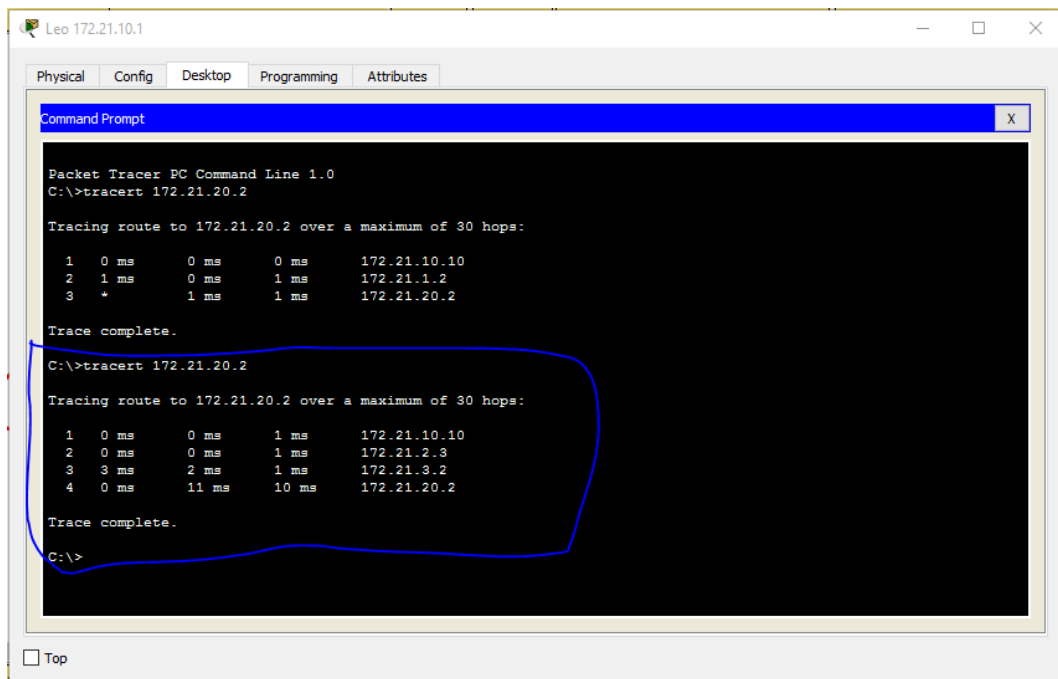 Leo 172.21.10.1
Physical Config Desktop Programming Attributes
Command Prompt X
Packet Tracer PC Command Line 1.0
C:\>tracert 172.21.20.2
Tracing route to 172.21.20.2 over a maximum of 30 hops:
1 0 ms 0 ms 0 ms 172.21.10.10
2 1 ms 0 ms 1 ms 172.21.1.2
3 * 1 ms 1 ms 172.21.20.2
Trace complete.
C:\>tracert 172.21.20.2
Tracing route to 172.21.20.2 over a maximum of 30 hops:
1 0 ms 0 ms 1 ms 172.21.10.10
2 0 ms 0 ms 1 ms 172.21.2.3
3 3 ms 2 ms 1 ms 172.21.3.2
4 0 ms 11 ms 10 ms 172.21.20.2
Trace complete.
C:\>
Top